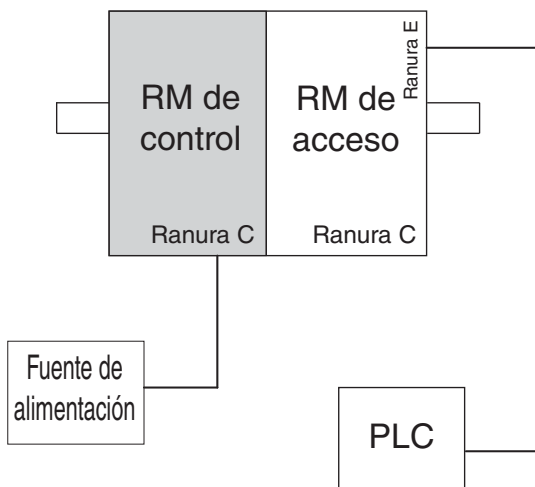 RM de
control
Ranura C
RM de
acceso
Ranura E
Ranura C
Fuente de
alimentación
PLC